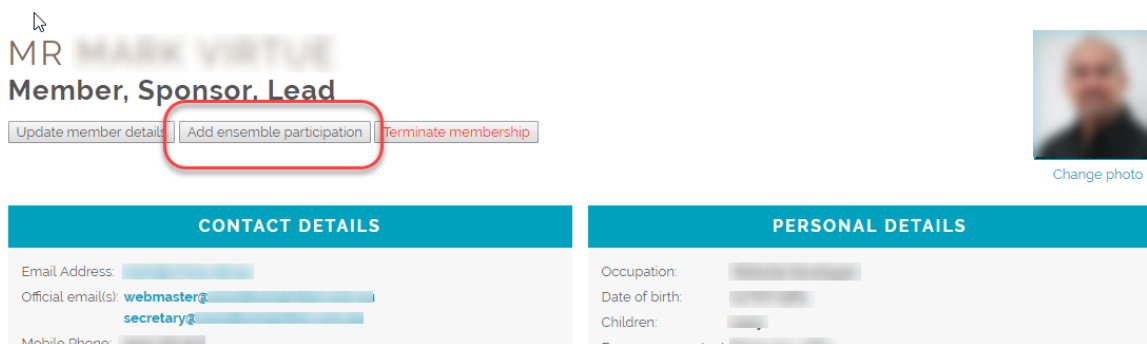 MR
Member, Sponsor, Lead
Update member details Add ensemble participation Terminate membership
Change photo
CONTACT DETAILS
Email Address:
Official email(s): webmaster@
secretary@
Mobile Phone:
PERSONAL DETAILS
Occupation:
Date of birth:
Children: